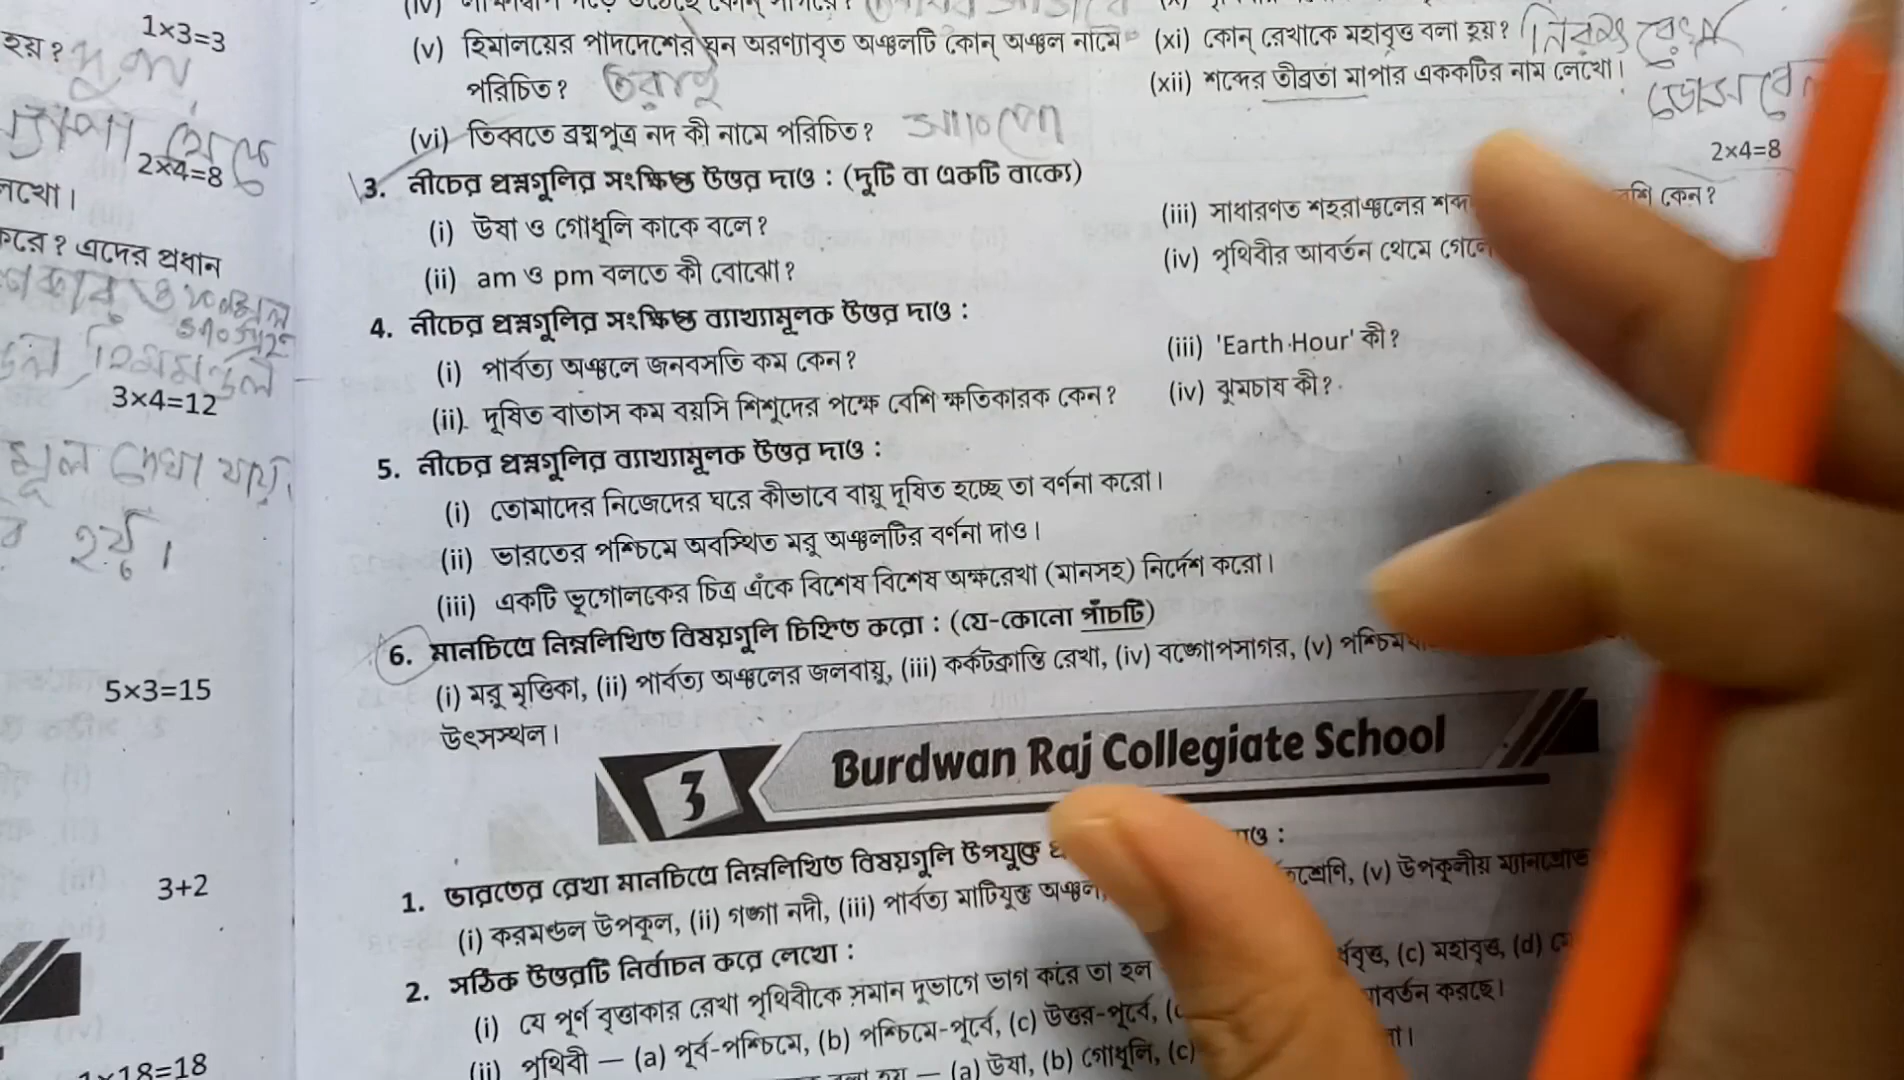 হয়?
1×3=3
2×4=8
লেখো।
করে? এদের প্রধান
3×4=12
5×3=15
3+2
1×18=18
(v) হিমালয়ের পাদদেশের ঘন অরণ্যাবৃত অঞ্চলটি কোন্ অঞ্চল নামে
পরিচিত? তরাই
(vi) তিব্বতে ব্রহ্মপুত্র নদ কী নামে পরিচিত? সাংপো
(xi) কোন্ রেখাকে মহাবৃত্ত বলা হয়?
(xii) শব্দের তীব্রতা মাপার এককটির নাম লেখো।
3. নীচের প্রশ্নগুলির সংক্ষিপ্ত উত্তর দাও : (দুটি বা একটি বাক্যে)
2×4=8
(i) উষা ও গোধূলি কাকে বলে?
(ii) am ও pm বলতে কী বোঝো?
(iii) সাধারণত শহরাঞ্চলের শব্দ কেন?
(iv) পৃথিবীর আবর্তন থেমে গেলে
4. নীচের প্রশ্নগুলির সংক্ষিপ্ত ব্যাখ্যামূলক উত্তর দাও :
(i) পার্বত্য অঞ্চলে জনবসতি কম কেন?
(ii) দূষিত বাতাস কম বয়সি শিশুদের পক্ষে বেশি ক্ষতিকারক কেন?
(iii) 'Earth Hour' কী?
(iv) ঝুমচাষ কী?
5. নীচের প্রশ্নগুলির ব্যাখ্যামূলক উত্তর দাও :
(i) তোমাদের নিজেদের ঘরে কীভাবে বায়ু দূষিত হচ্ছে তা বর্ণনা করো।
(ii) ভারতের পশ্চিমে অবস্থিত মরু অঞ্চলটির বর্ণনা দাও।
(iii) একটি ভূগোলকের চিত্র এঁকে বিশেষ বিশেষ অক্ষরেখা (মানসহ) নির্দেশ করো।
6. মানচিত্রে নিম্নলিখিত বিষয়গুলি চিহ্নিত করো : (যে-কোনো পাঁচটি)
(i) মরু মৃত্তিকা, (ii) পার্বত্য অঞ্চলের জলবায়ু, (iii) কর্কটক্রান্তি রেখা, (iv) বঙ্গোপসাগর, (v)
উৎসস্থল।
3 Burdwan Raj Collegiate School
1. ভারতের রেখা মানচিত্রে নিম্নলিখিত বিষয়গুলি উপযুক্ত
(i) করমণ্ডল উপকূল, (ii) গঙ্গা নদী, (iii) পার্বত্য মাটিযুক্ত অঞ্চল, (v) উপকূলীয় ম্যানগ্রোভ
2. সঠিক উত্তরটি নির্বাচন করে লেখো :
(i) যে পূর্ণ বৃত্তাকার রেখা পৃথিবীকে সমান দুভাগে ভাগ করে তা হল (c) মহাবৃত্ত, (d)
(ii) পৃথিবী — (a) পূর্ব-পশ্চিমে, (b) পশ্চিমে-পূর্বে, (c) উত্তর-পূর্বে, আবর্তন করছে।
— (a) উষা, (b) গোধূলি, (c)